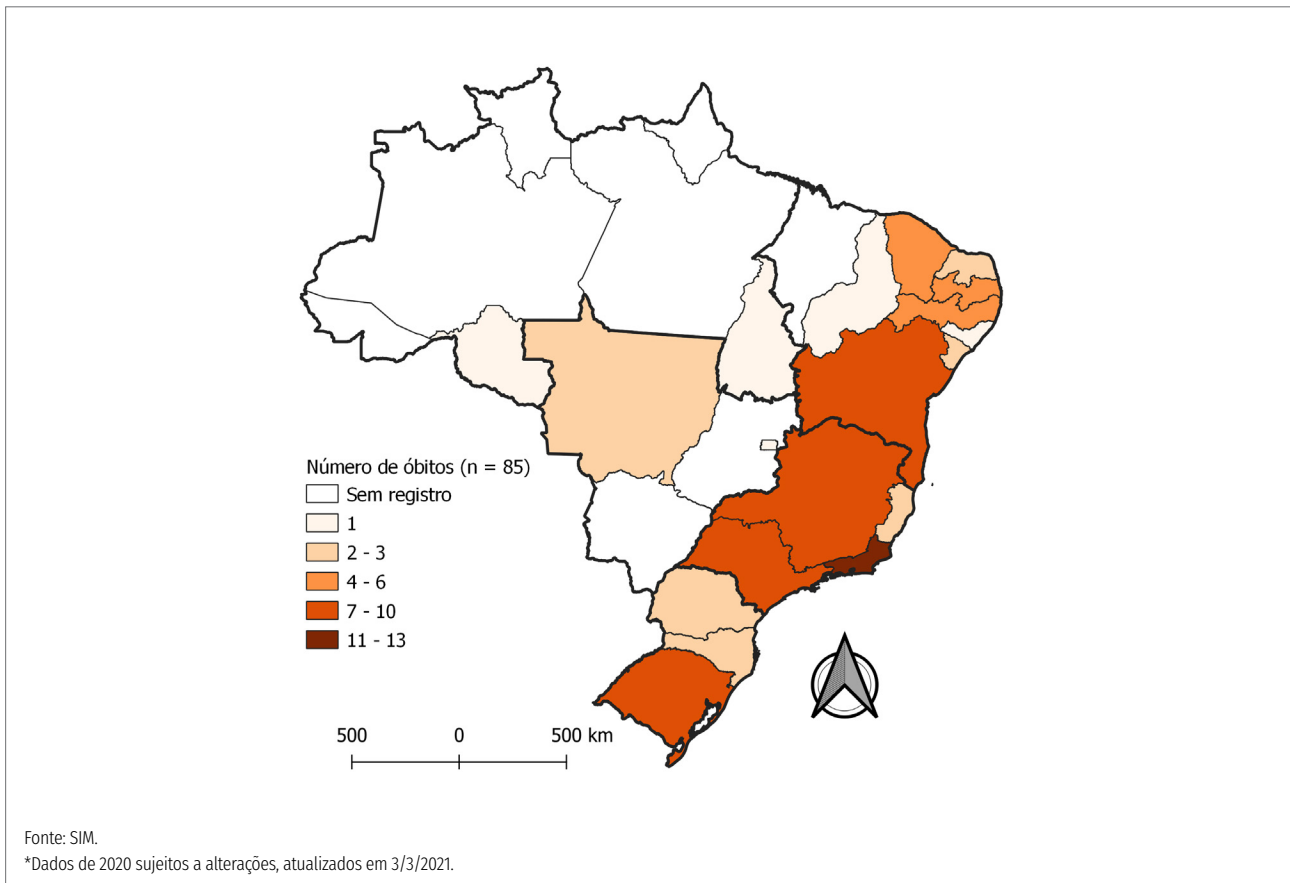 Número de óbitos (n = 85)
Sem registro
1
2 - 3
4 - 6
7 - 10
11 - 13
500 0 500 km
Fonte: SIM.
*Dados de 2020 sujeitos a alterações, atualizados em 3/3/2021.